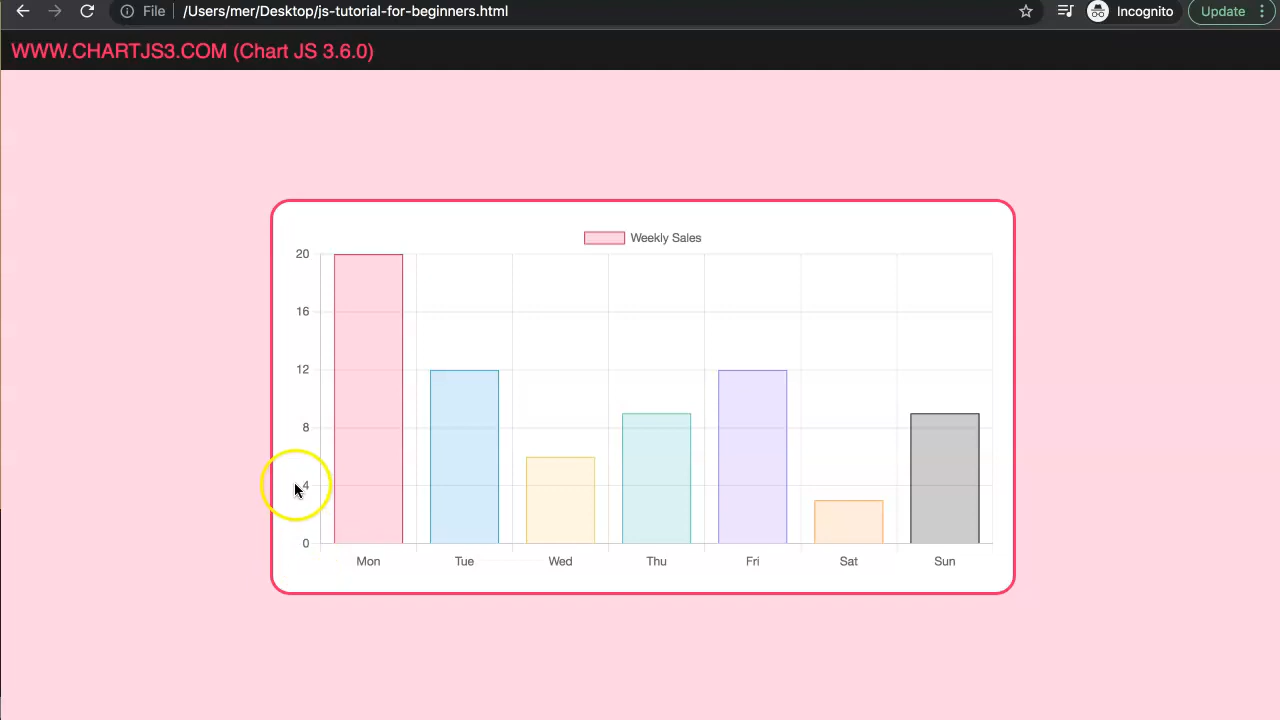 File /Users/mer/Desktop/js-tutorial-for-beginners.html Incognito Update
WWW.CHARTJS3.COM (Chart JS 3.6.0)
Weekly Sales
20
16
12
8
4
0
Mon Tue Wed Thu Fri Sat Sun